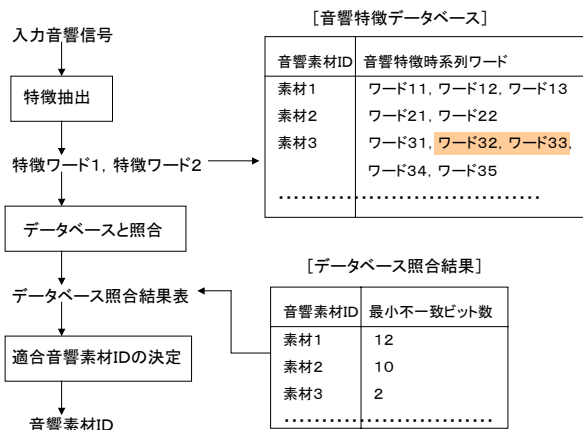 入力音響信号
特徴抽出
特徴ワード1, 特徴ワード2
データベースと照合
データベース照合結果表
適合音響素材IDの決定
音響素材ID
[音響特徴データベース]
音響素材ID 音響特徴時系列ワード
素材1 ワード11, ワード12, ワード13
素材2 ワード21, ワード22
素材3 ワード31, ワード32, ワード33,
ワード34, ワード35
・・・・・・・・・・・・・・・・・・・・・・・・・・・・・・・・・・・・
[データベース照合結果]
音響素材ID 最小不一致ビット数
素材1 12
素材2 10
素材3 2
・・・・・・・・・・・・・・・・・・・・・・・・・・・・